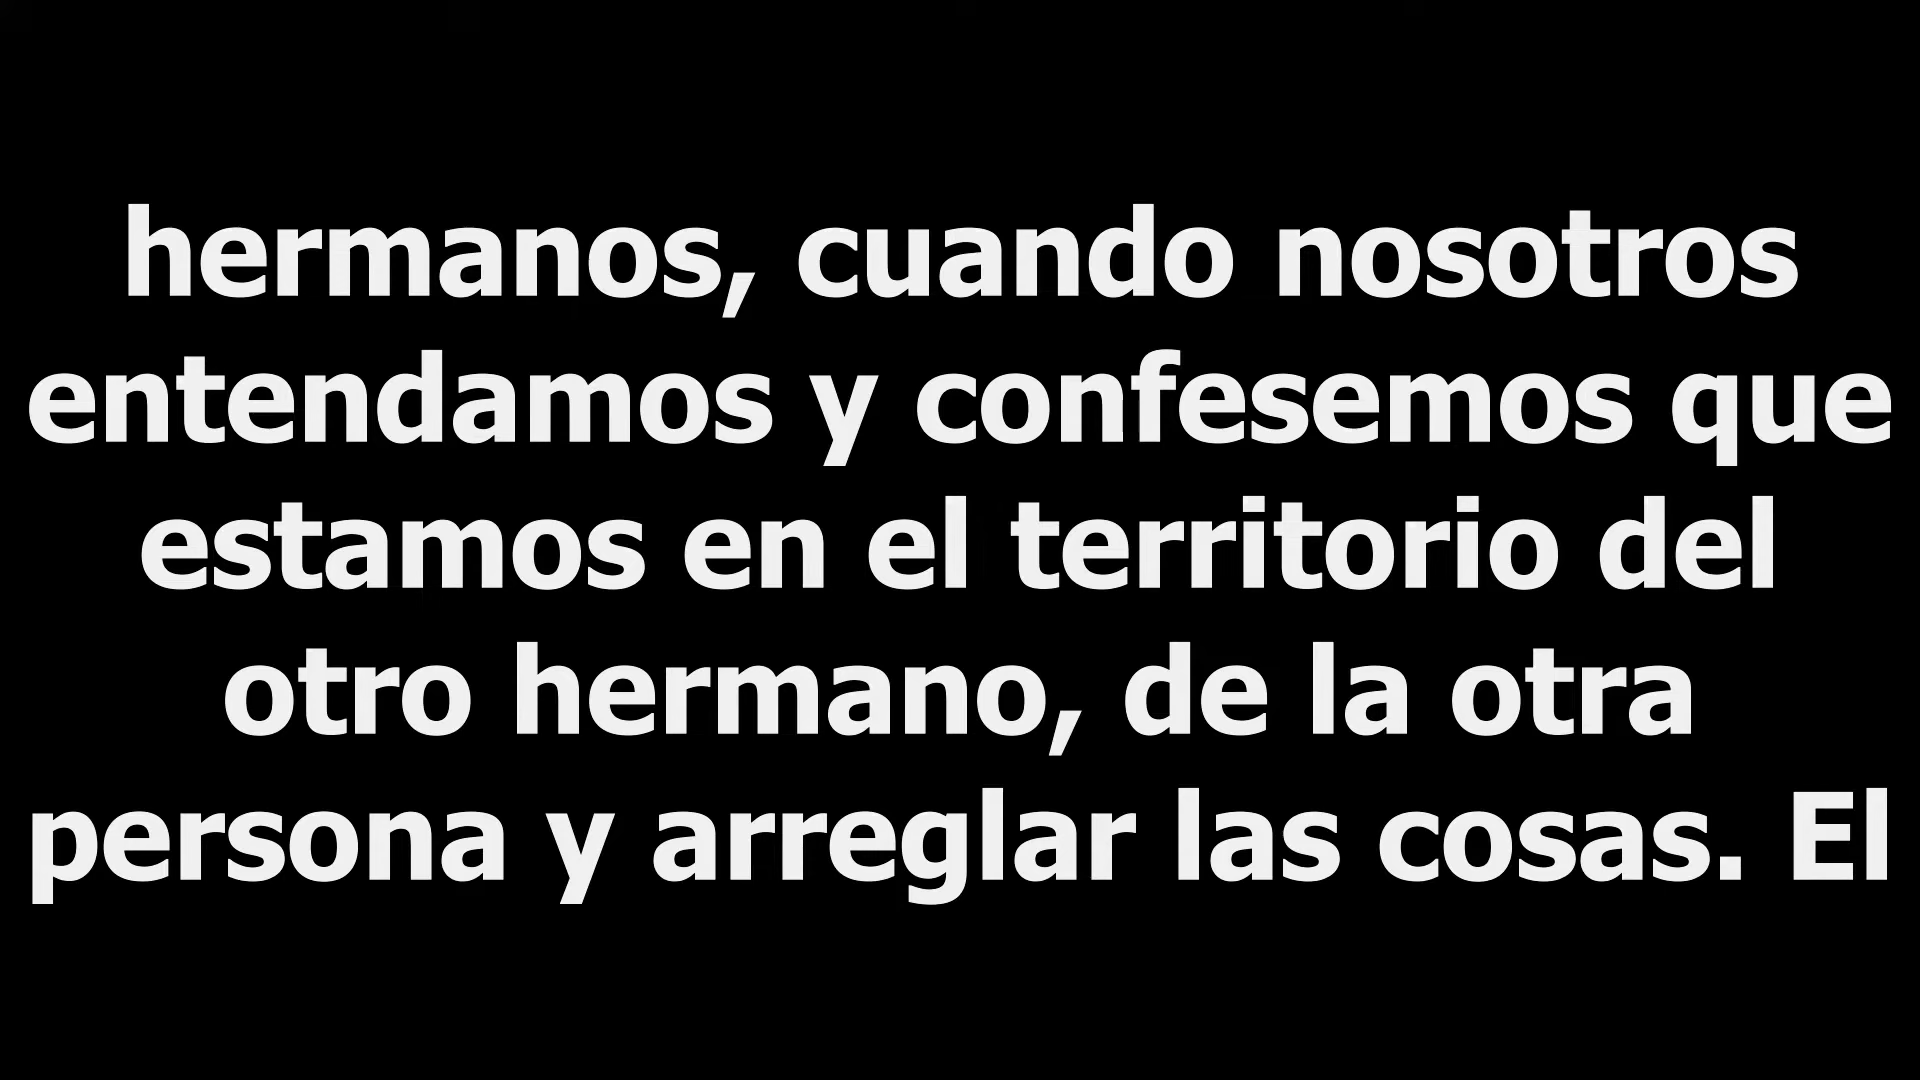 hermanos, cuando nosotros
entendamos y confesemos que
estamos en el territorio del
otro hermano, de la otra
persona y arreglar las cosas. El